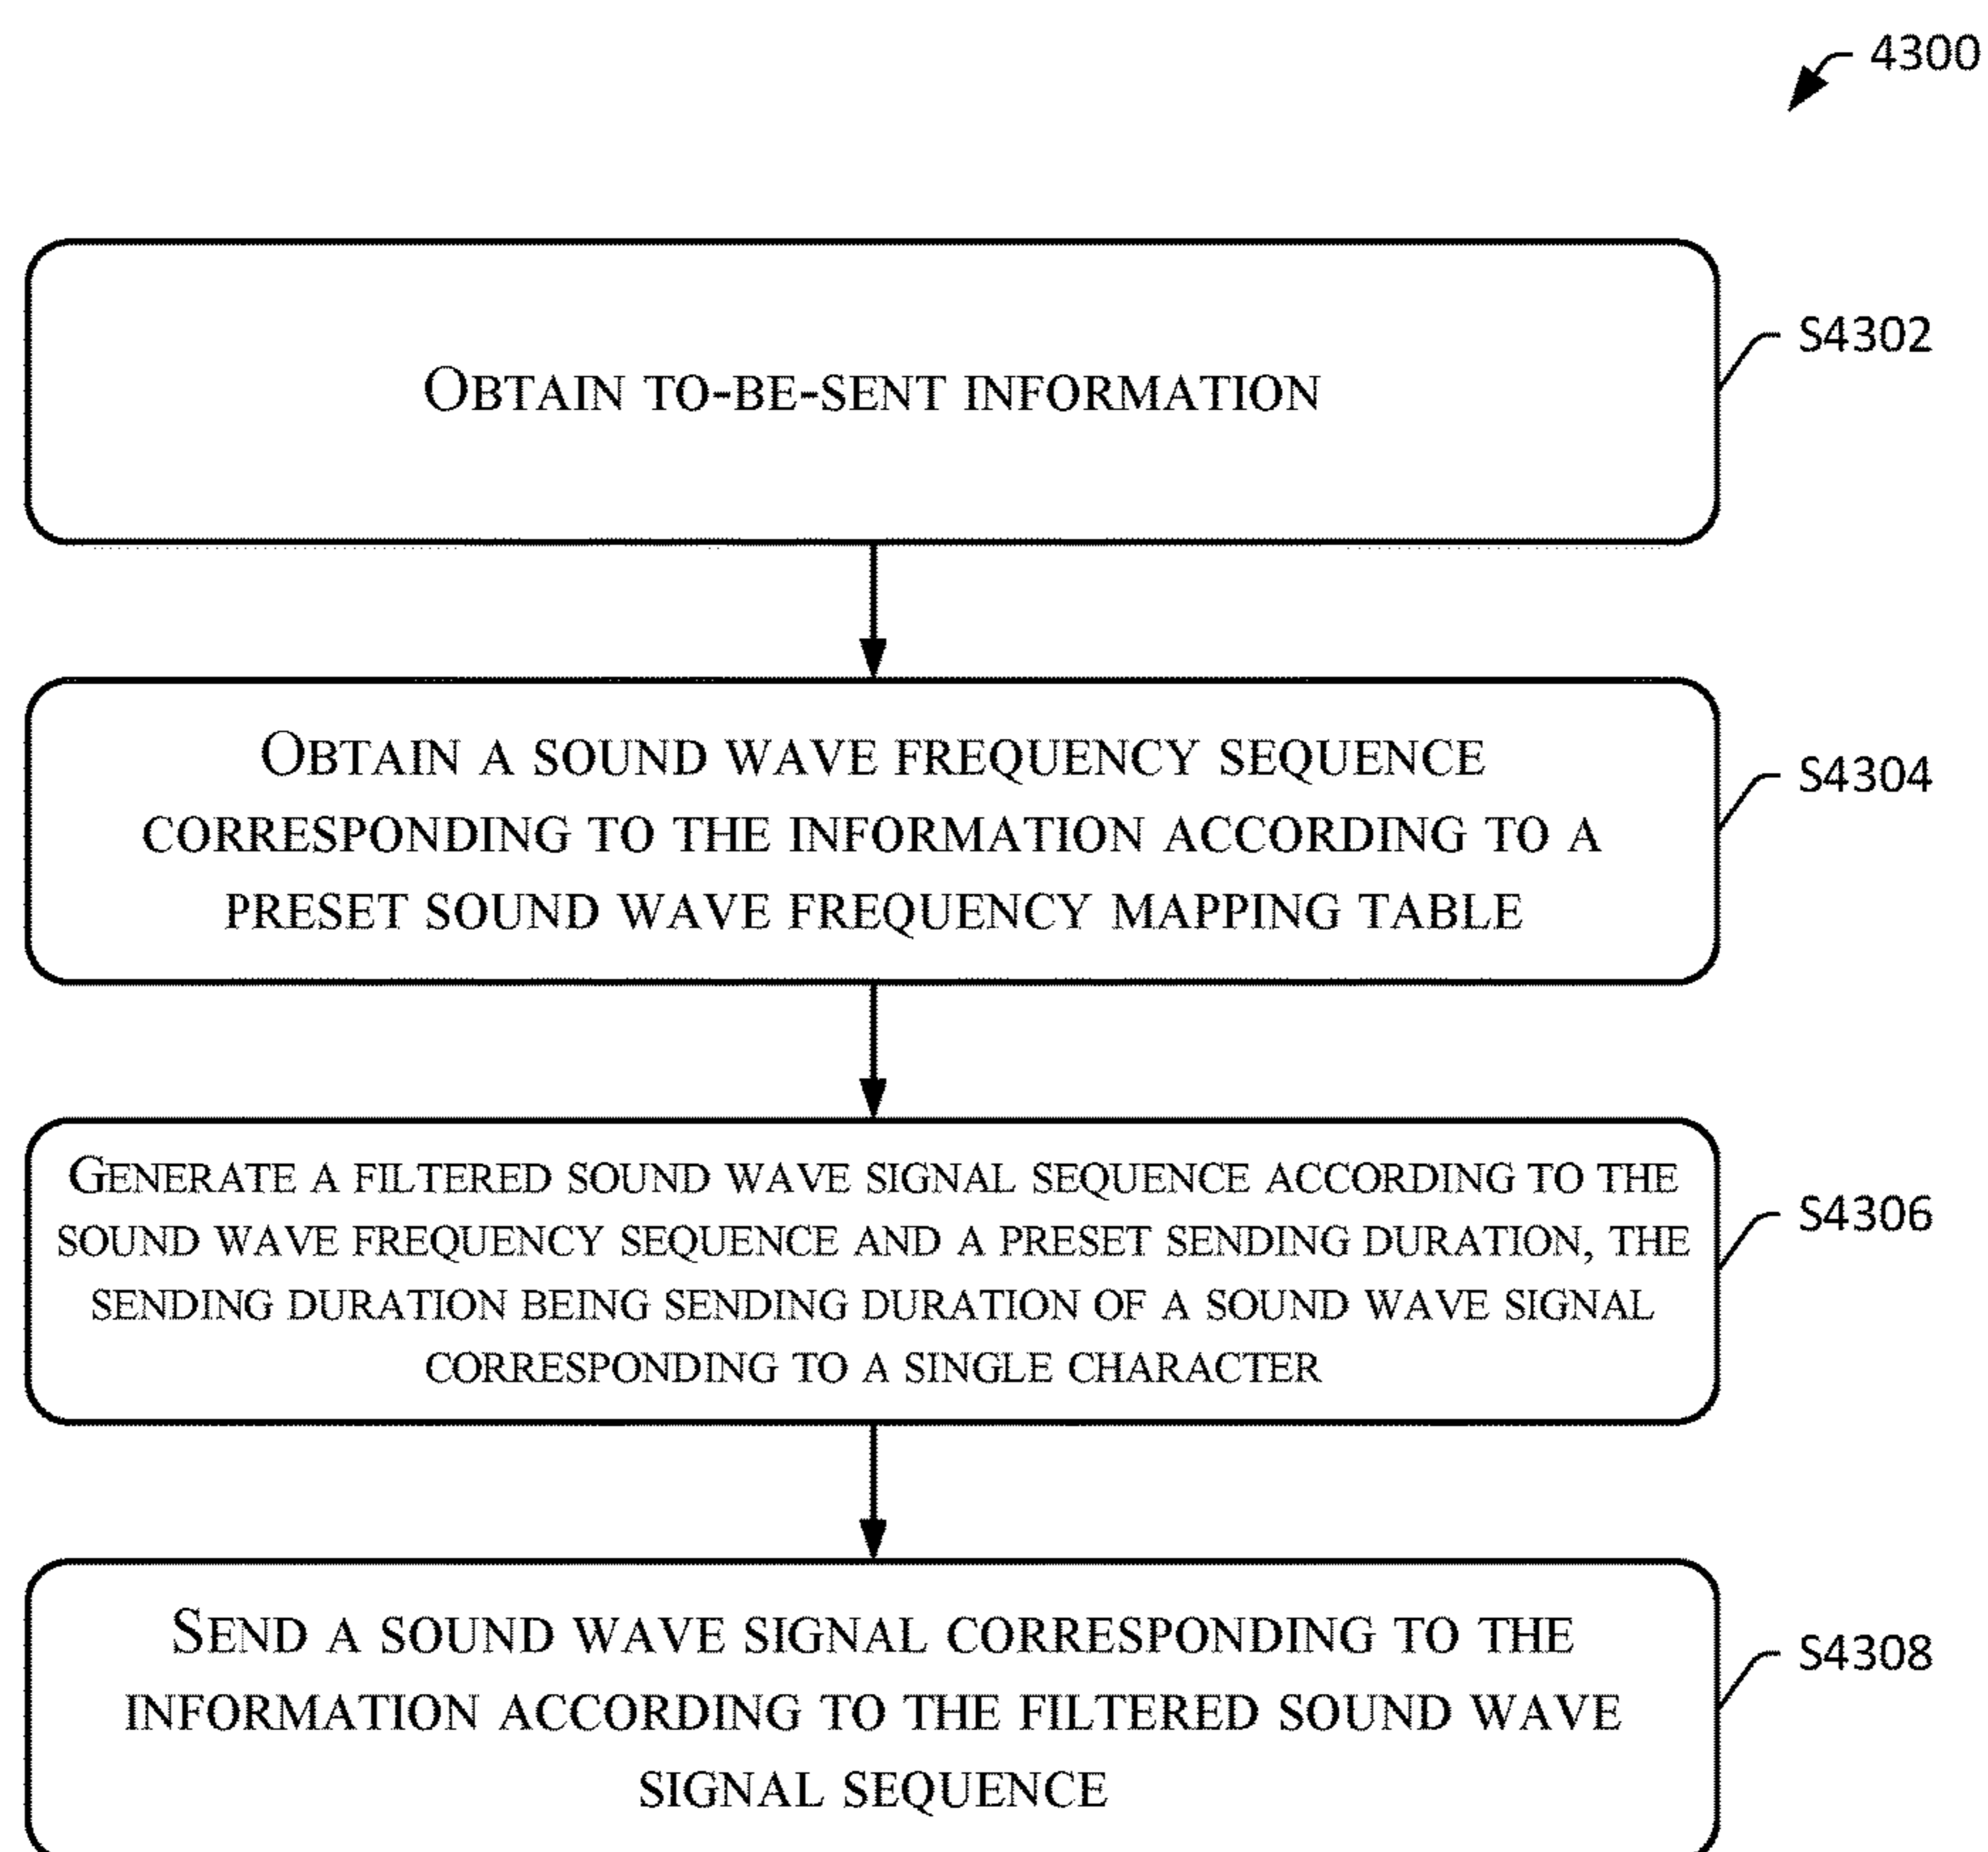 4300
OBTAIN TO-BE-SENT INFORMATION
S4302
OBTAIN A SOUND WAVE FREQUENCY SEQUENCE
CORRESPONDING TO THE INFORMATION ACCORDING TO A
PRESET SOUND WAVE FREQUENCY MAPPING TABLE
S4304
GENERATE A FILTERED SOUND WAVE SIGNAL SEQUENCE ACCORDING TO THE
SOUND WAVE FREQUENCY SEQUENCE AND A PRESET SENDING DURATION, THE
SENDING DURATION BEING SENDING DURATION OF A SOUND WAVE SIGNAL
CORRESPONDING TO A SINGLE CHARACTER
S4306
SEND A SOUND WAVE SIGNAL CORRESPONDING TO THE
INFORMATION ACCORDING TO THE FILTERED SOUND WAVE
SIGNAL SEQUENCE
S4308